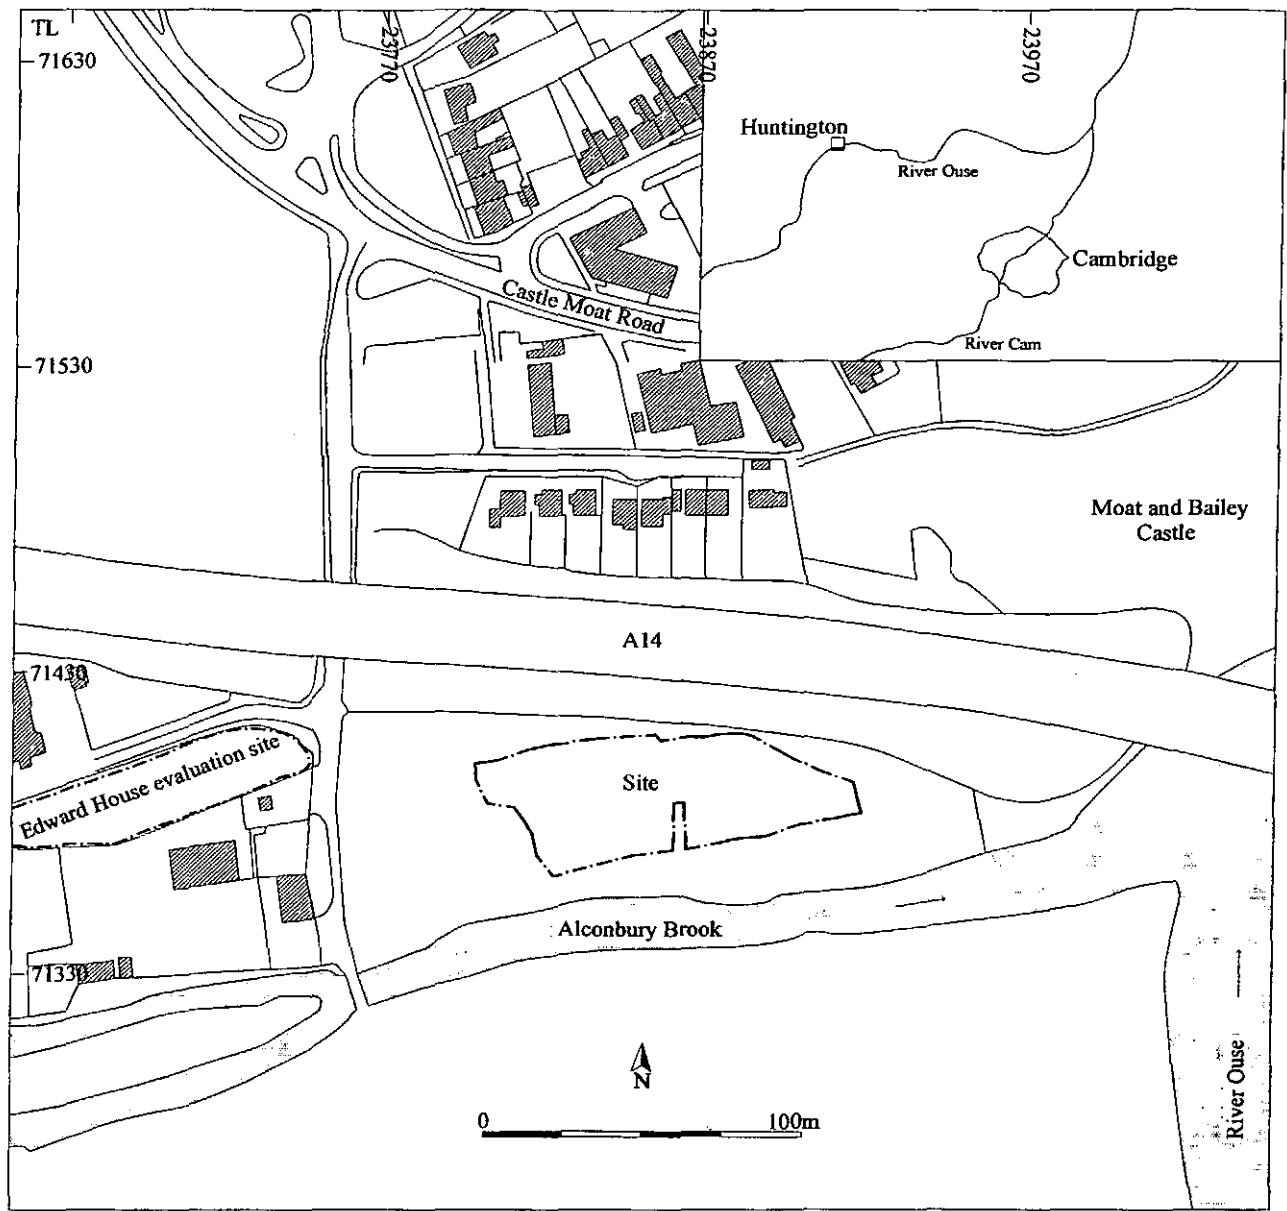 TL
71630
23770
23870
23970
Huntington
River Ouse
Cambridge
River Cam
Castle Moat Road
71530
Moat and Bailey
Castle
A14
71430
Edward House evaluation site
Site
Alconbury Brook
71330
River Ouse
N
0
100m